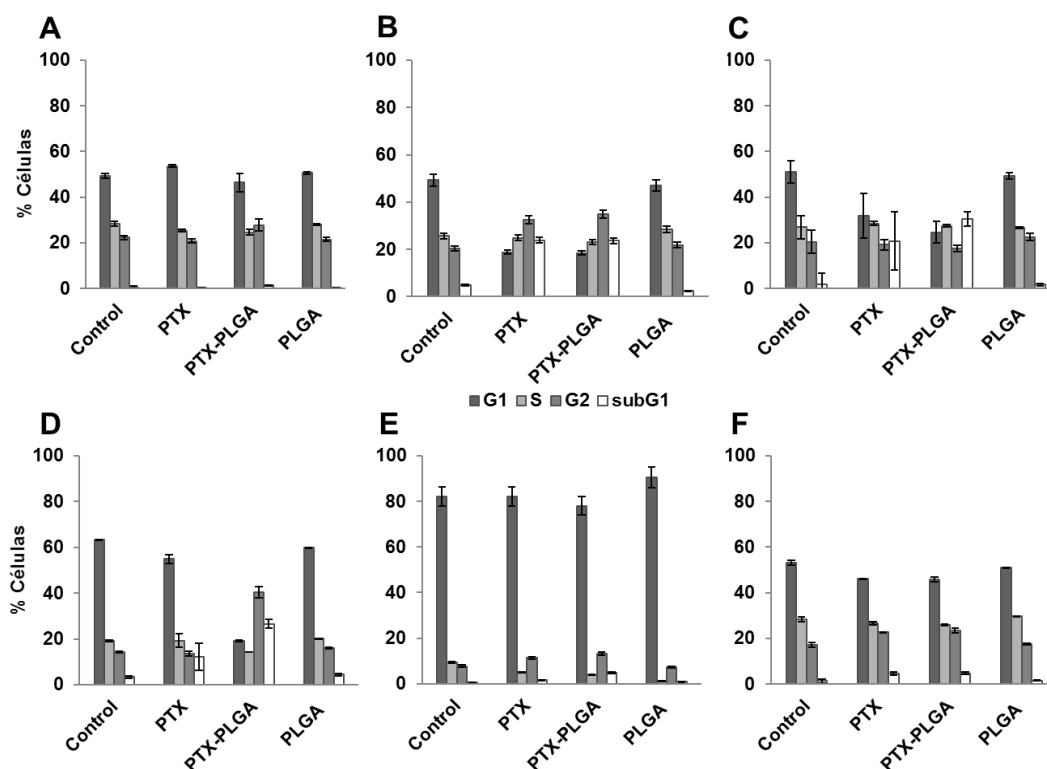 A
B
C
% Células
100
80
60
40
20
0
Control
PTX
PTX-PLGA
PLGA
100
80
60
40
20
0
Control
PTX
PTX-PLGA
PLGA
100
80
60
40
20
0
Control
PTX
PTX-PLGA
PLGA
G1 S G2 subG1
D
E
F
% Células
100
80
60
40
20
0
Control
PTX
PTX-PLGA
PLGA
100
80
60
40
20
0
Control
PTX
PTX-PLGA
PLGA
100
80
60
40
20
0
Control
PTX
PTX-PLGA
PLGA